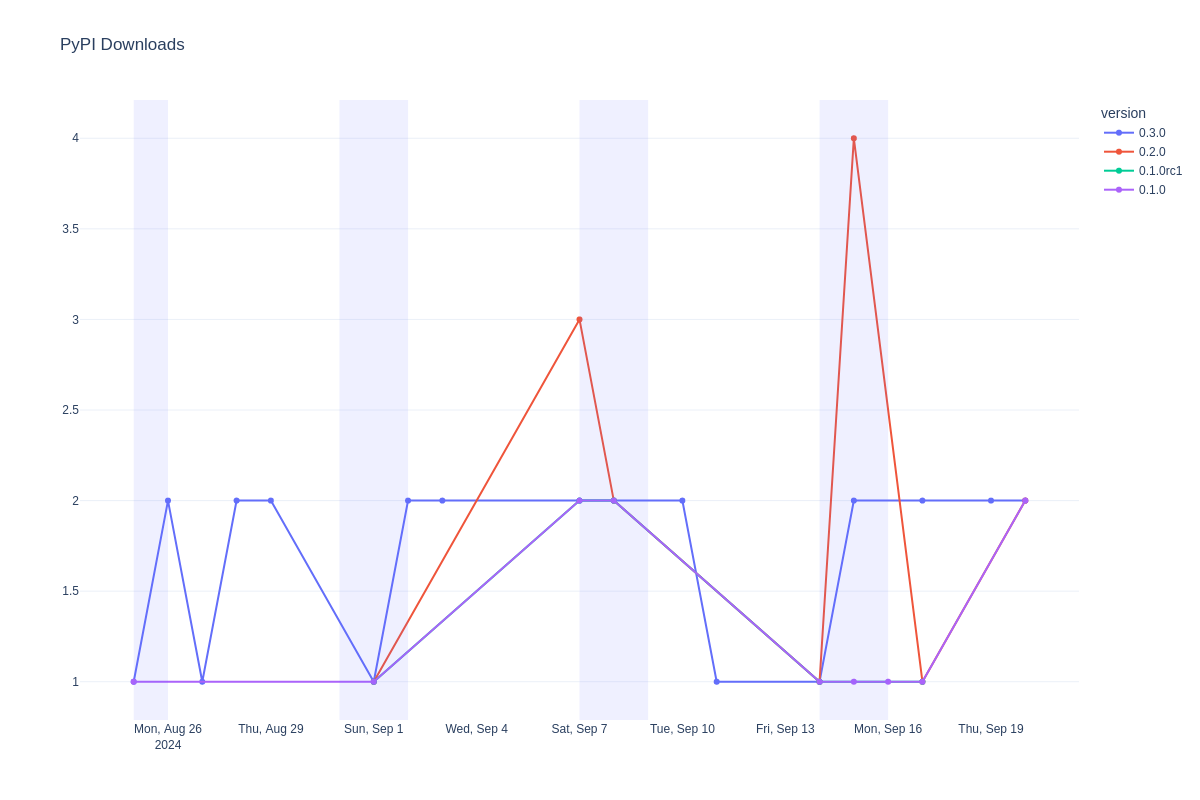 PyPI Downloads
version
0.3.0
0.2.0
0.1.0rc1
0.1.0
4
3.5
3
2.5
2
1.5
1
Mon, Aug 26 Thu, Aug 29 Sun, Sep 1 Wed, Sep 4 Sat, Sep 7 Tue, Sep 10 Fri, Sep 13 Mon, Sep 16 Thu, Sep 19
2024